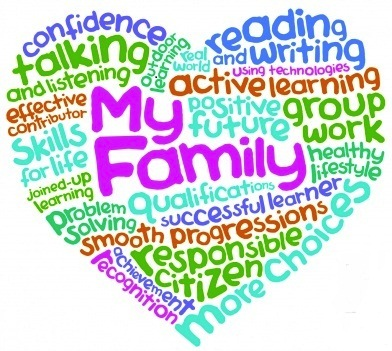 confidence
talking
and listening
outdoor
learning
real
world
reading
and writing
using technologies
active learning
effective
contributor
My
Family
positive
future
group
work
Skills
for life
healthy
lifestyle
joined-up
learning
qualifications
successful learner
problem
solving
smooth progressions
responsible
citizen
more choices
achievement
recognition